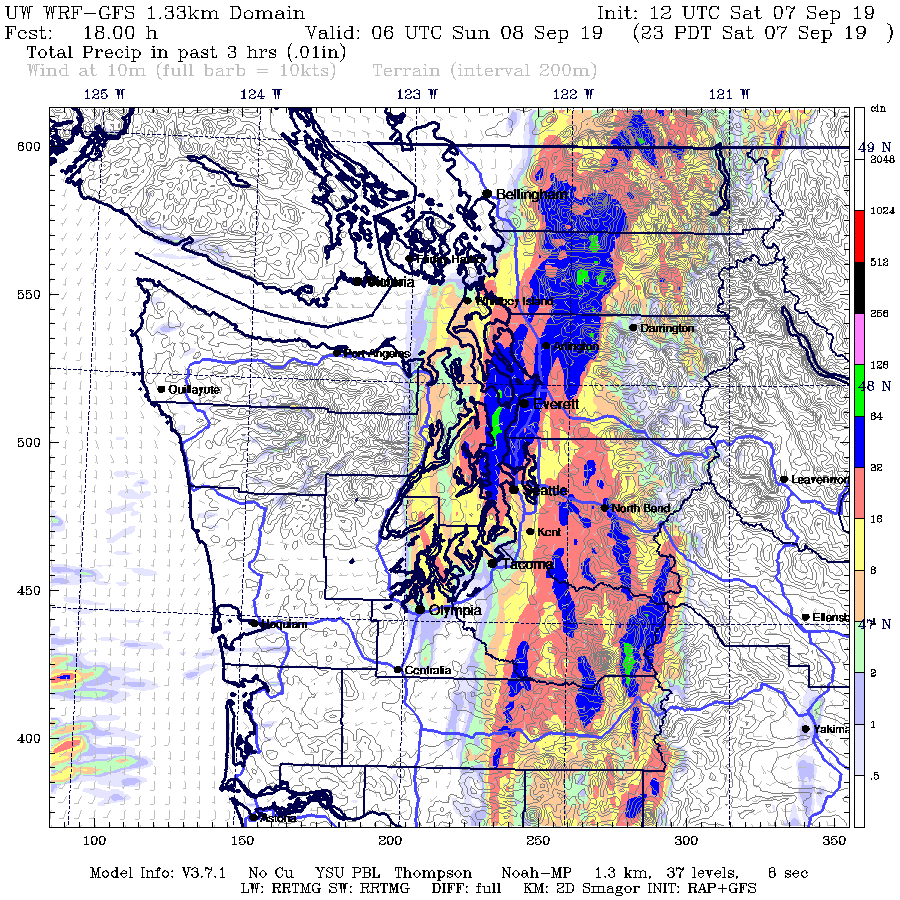 UW WRF-GFS 1.33km Domain Init: 12 UTC Sat 07 Sep 19
Fcst: 18.00 h Valid: 06 UTC Sun 08 Sep 19 (23 PDT Sat 07 Sep 19 )
Total Precip in past 3 hrs (.01in)
Wind at 10m (full barb = 10kts) Terrain (interval 200m)
125 W 124 W 123 W 122 W 121 W
cin
600
49 N
2048
Bellingham
1024
512
Victoria
550
Whidbey Island
256
Darrington
Arlington
Port Angeles
128
Quillayute
48 N
Everett
64
500
32
Leavenwor
Seattle
North Bend
16
Kent
Tacoma
8
450
Olympia
Ellensb
4
47 N
Hoquiam
Centralia
2
1
Yakima
400
.5
Astoria
100 150 200 250 300 350
Model Info: V3.7.1 No Cu YSU PBL Thompson Noah-MP 1.3 km, 37 levels, 8 sec
LW: RRTMG SW: RRTMG DIFF: full KM: 2D Smagor INIT: RAP+GFS